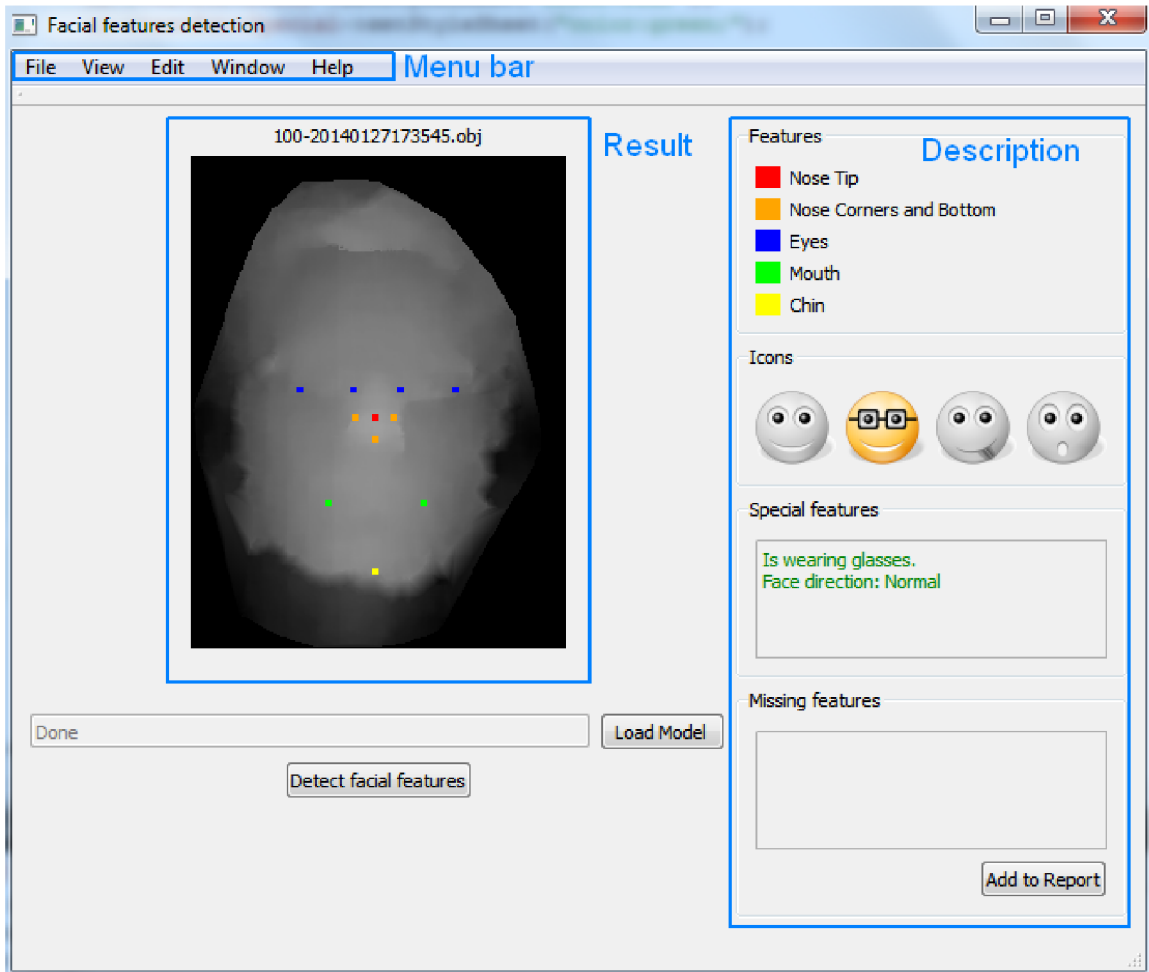 Facial features detection
File View Edit Window Help
Menu bar
100-20140127173545.obj
Result
Features
Description
Nose Tip
Nose Corners and Bottom
Eyes
Mouth
Chin
Icons
Special features
Is wearing glasses.
Face direction: Normal
Missing features
Done
Load Model
Detect facial features
Add to Report